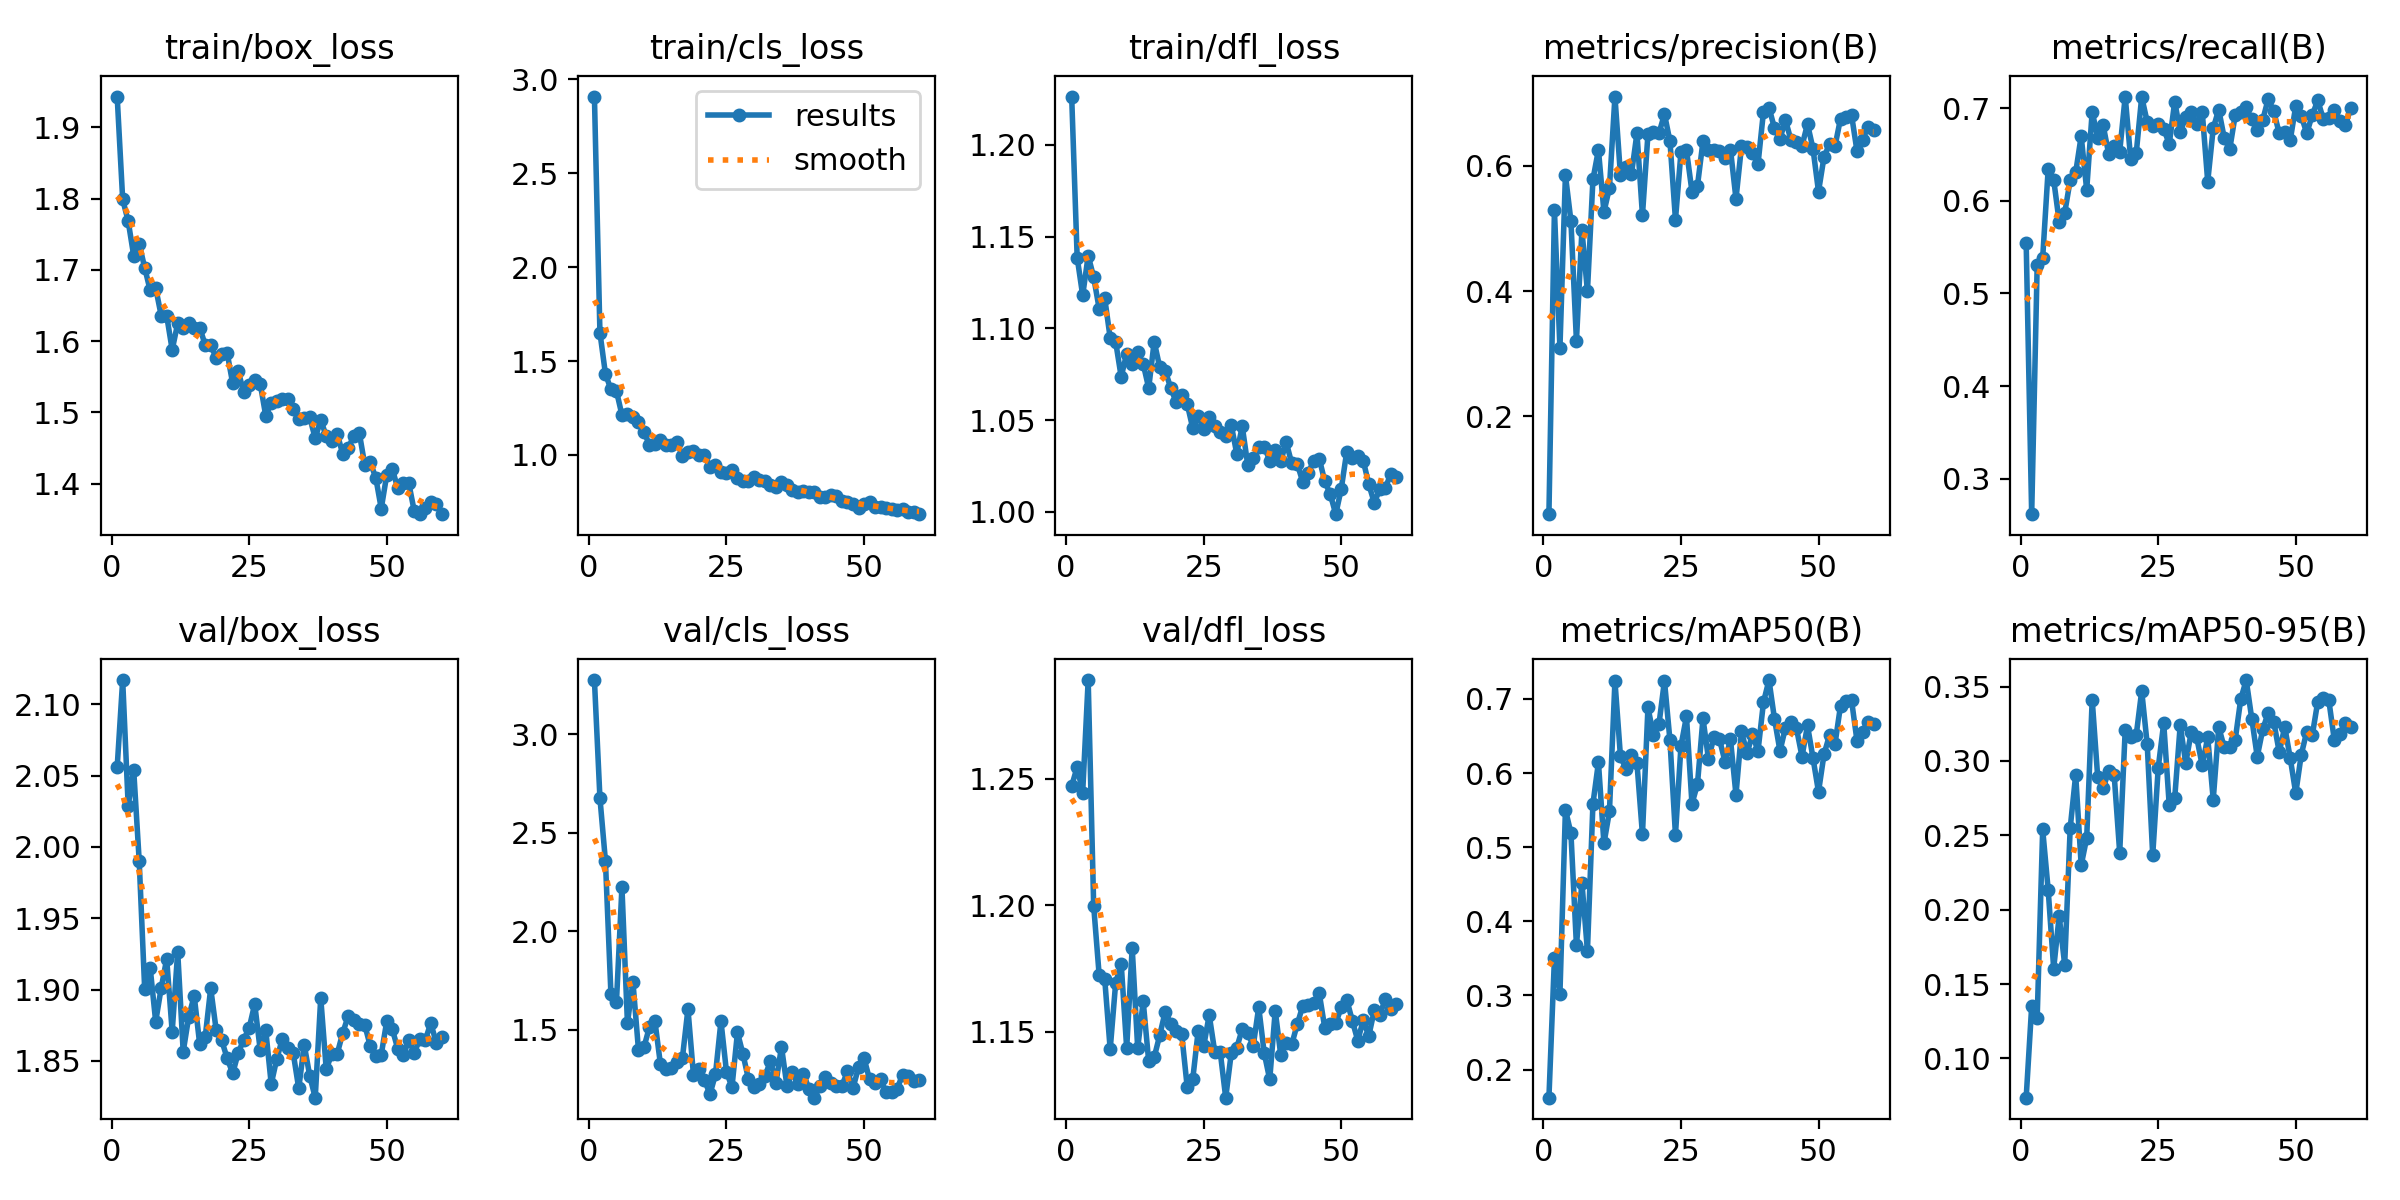 train/box_loss
1.9
1.8
1.7
1.6
1.5
1.4
0 25 50
train/cls_loss
results
smooth
3.0
2.5
2.0
1.5
1.0
0 25 50
train/dfl_loss
1.20
1.15
1.10
1.05
1.00
0 25 50
metrics/precision(B)
0.6
0.4
0.2
0 25 50
metrics/recall(B)
0.7
0.6
0.5
0.4
0.3
0 25 50
val/box_loss
2.10
2.05
2.00
1.95
1.90
1.85
0 25 50
val/cls_loss
3.0
2.5
2.0
1.5
0 25 50
val/dfl_loss
1.25
1.20
1.15
0 25 50
metrics/mAP50(B)
0.7
0.6
0.5
0.4
0.3
0.2
0 25 50
metrics/mAP50-95(B)
0.35
0.30
0.25
0.20
0.15
0.10
0 25 50